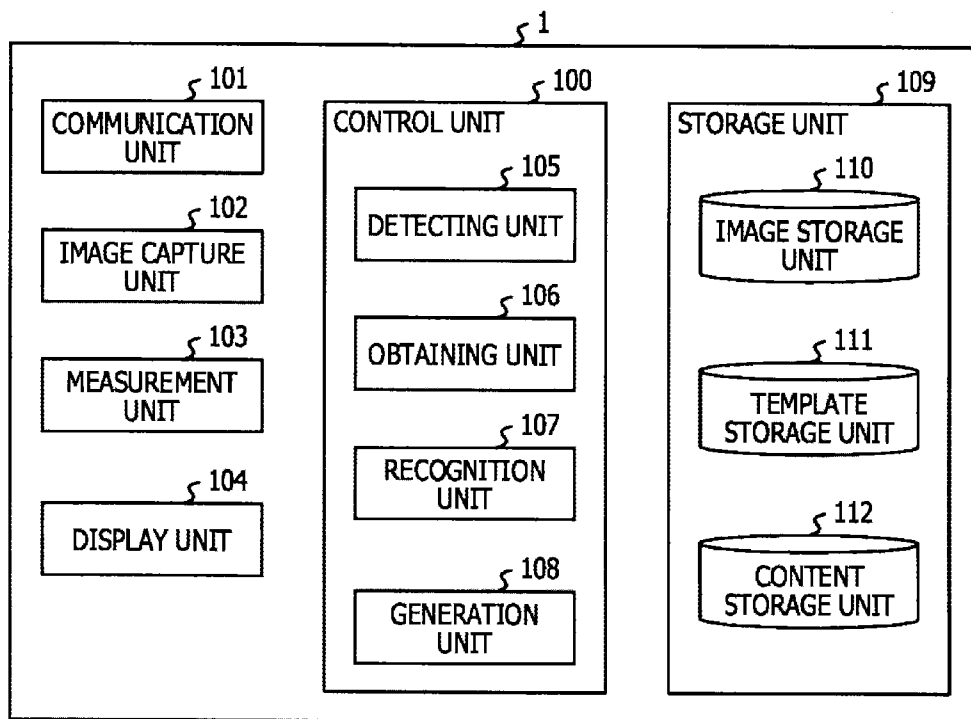 1
101
COMMUNICATION
UNIT
102
IMAGE CAPTURE
UNIT
103
MEASUREMENT
UNIT
104
DISPLAY UNIT
100
CONTROL UNIT
105
DETECTING UNIT
106
OBTAINING UNIT
107
RECOGNITION
UNIT
108
GENERATION
UNIT
109
STORAGE UNIT
110
IMAGE STORAGE
UNIT
111
TEMPLATE
STORAGE UNIT
112
CONTENT
STORAGE UNIT